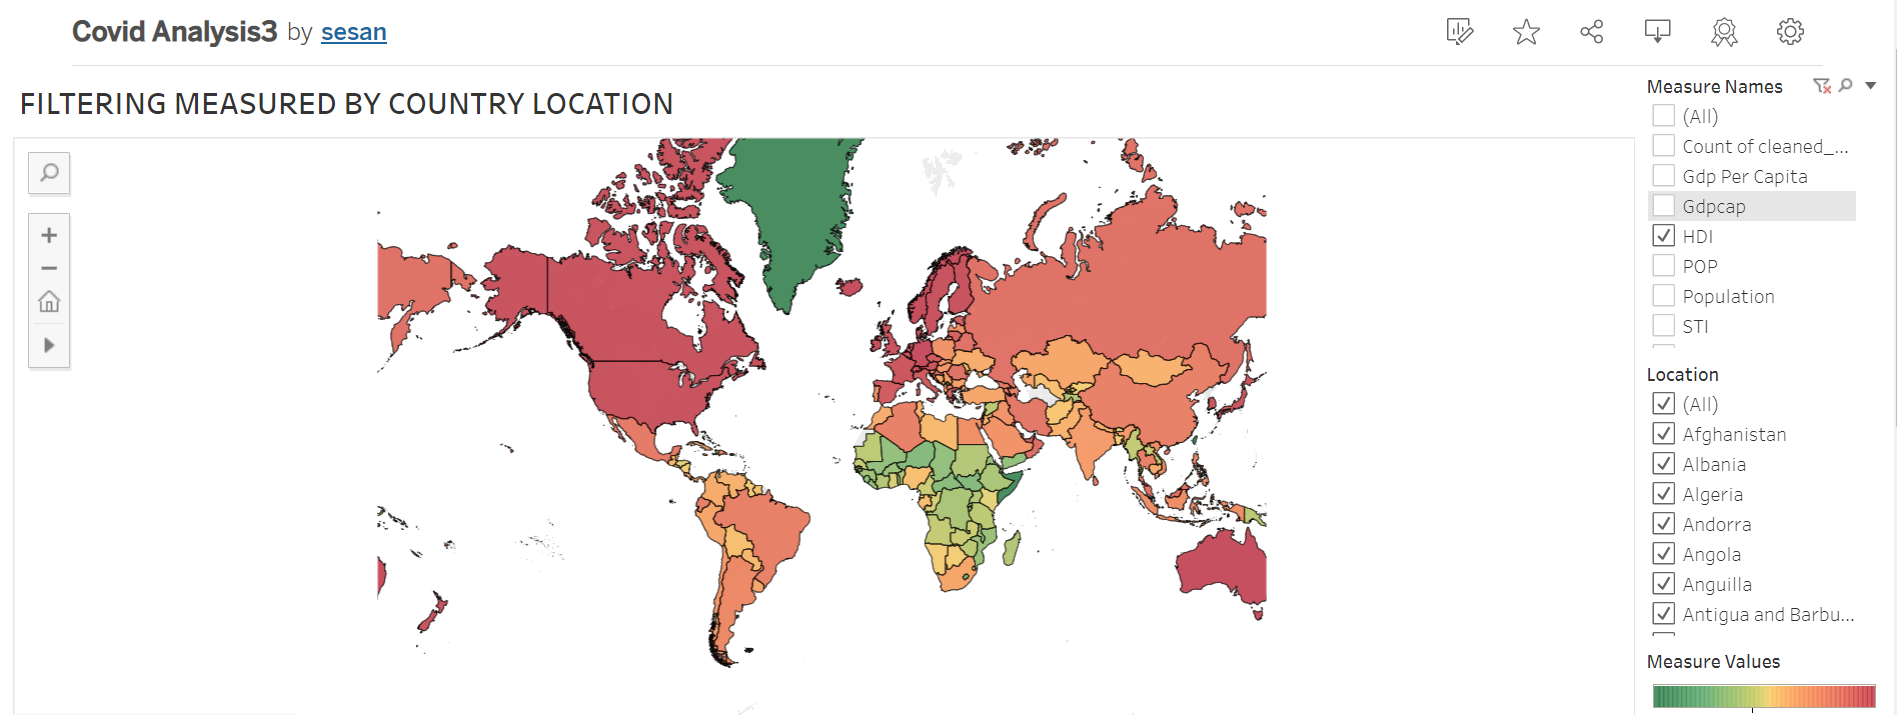 Covid Analysis3 by sesan
FILTERING MEASURED BY COUNTRY LOCATION
Measure Names
(All)
Count of cleaned_...
Gdp Per Capita
Gdpcap
HDI
POP
Population
STI
Location
(All)
Afghanistan
Albania
Algeria
Andorra
Angola
Anguilla
Antigua and Barbu...
Measure Values